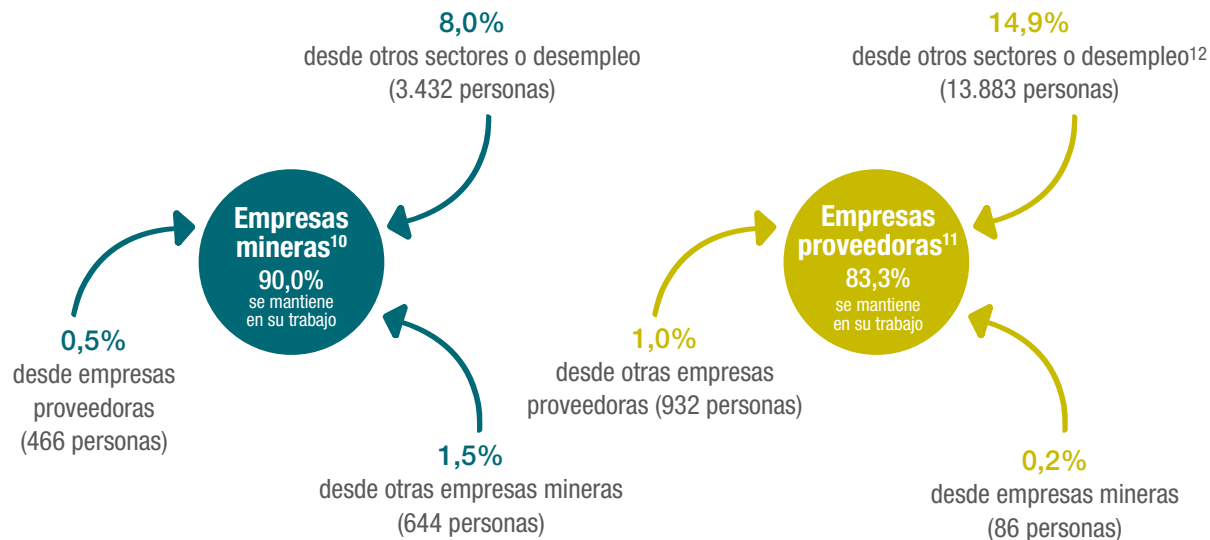 8,0%
desde otros sectores o desempleo
(3.432 personas)
Empresas
mineras10
90,0%
se mantiene
en su trabajo
0,5%
desde empresas
proveedoras
(466 personas)
1,5%
desde otras empresas mineras
(644 personas)
14,9%
desde otros sectores o desempleo12
(13.883 personas)
Empresas
proveedoras11
83,3%
se mantiene
en su trabajo
1,0%
desde otras empresas
proveedoras (932 personas)
0,2%
desde empresas mineras
(86 personas)